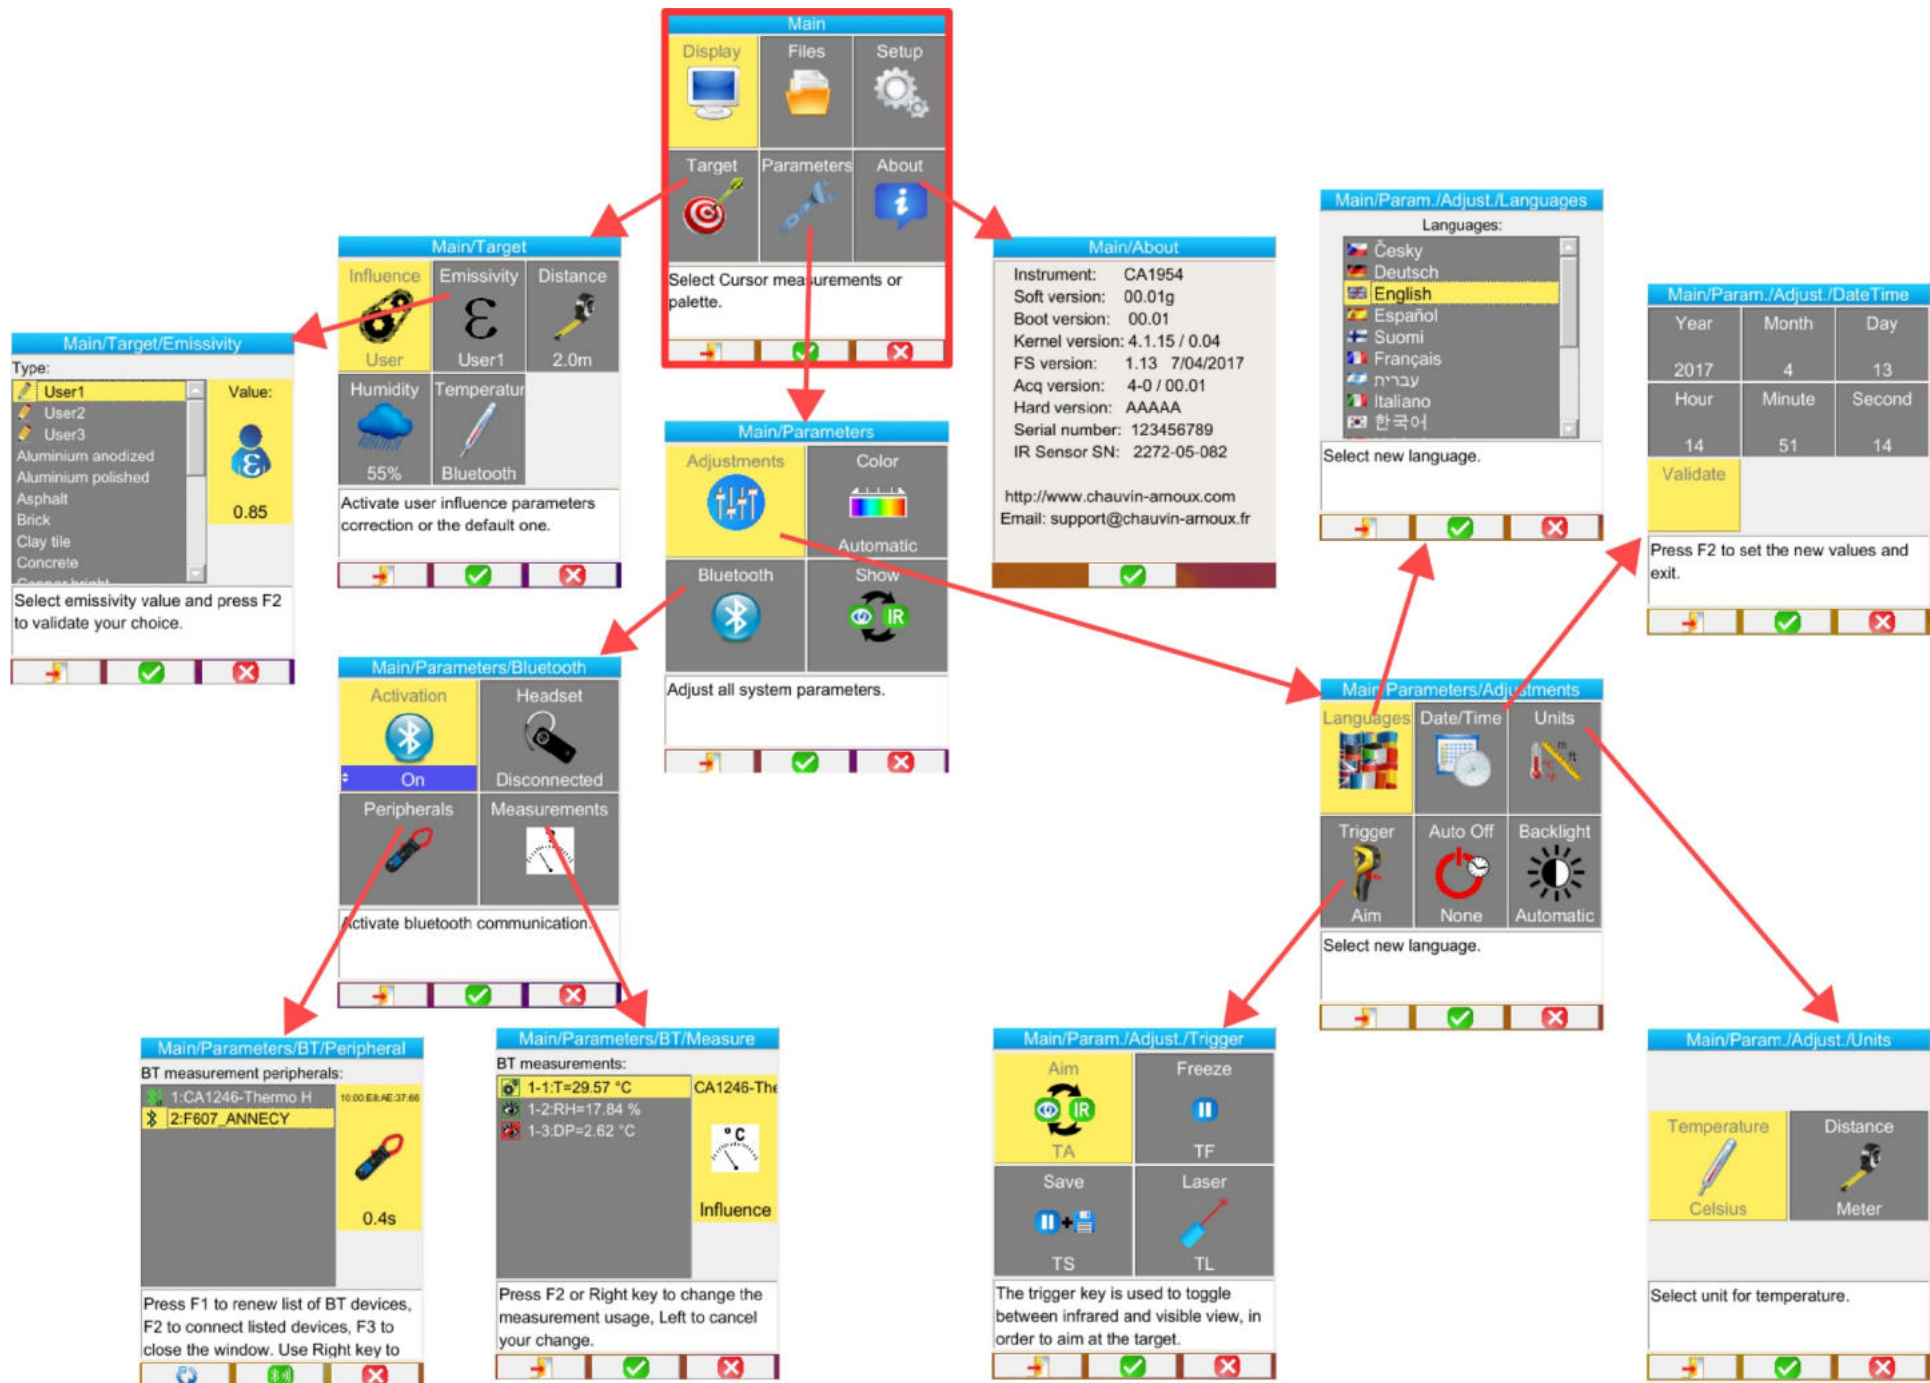 Main
Display Files Setup
Target Parameters About
Select Cursor measurements or
palette.
Main/Target
Influence Emissivity Distance
User User1 2.0m
Humidity Temperatur
55% Bluetooth
Activate user influence parameters
correction or the default one.
Main/About
Instrument: CA1954
Soft version: 00.01g
Boot version: 00.01
Kernel version: 4.1.15 / 0.04
FS version: 1.13 7/04/2017
Acq version: 4-0 / 00.01
Hard version: AAAAA
Serial number: 123456789
IR Sensor SN: 2272-05-082
http://www.chauvin-arnoux.com
Email: support@chauvin-arnoux.fr
Main/Param./Adjust./Languages
Languages:
Česky
Deutsch
English
Español
Suomi
Français
עברית
Italiano
한국어
Select new language.
Main/Param./Adjust./DateTime
Year Month Day
2017 4 13
Hour Minute Second
14 51 14
Validate
Press F2 to set the new values and
exit.
Main/Target/Emissivity
Type:
User1
User2
User3
Aluminium anodized
Aluminium polished
Asphalt
Brick
Clay tile
Concrete
Copper bright
Value:
ε
0.85
Select emissivity value and press F2
to validate your choice.
Main/Parameters
Adjustments Color
Automatic
Bluetooth Show
IR
Adjust all system parameters.
Main/Parameters/Bluetooth
Activation Headset
On Disconnected
Peripherals Measurements
Activate bluetooth communication.
Main/Parameters/Adjustments
Languages Date/Time Units
m
ft
°C
°F
Trigger Auto Off Backlight
Aim None Automatic
Select new language.
Main/Parameters/BT/Peripheral
BT measurement peripherals:
1:CA1246-Thermo H
2:F607_ANNECY
10:00:E8:AE:37:66
0.4s
Press F1 to renew list of BT devices,
F2 to connect listed devices, F3 to
close the window. Use Right key to
Main/Parameters/BT/Measure
BT measurements:
1-1:T=29.57 °C
1-2:RH=17.84 %
1-3:DP=2.62 °C
CA1246-The
°C
Influence
Press F2 or Right key to change the
measurement usage, Left to cancel
your change.
Main/Param./Adjust./Trigger
Aim Freeze
IR
TA TF
Save Laser
TS TL
The trigger key is used to toggle
between infrared and visible view, in
order to aim at the target.
Main/Param./Adjust./Units
Temperature Distance
Celsius Meter
Select unit for temperature.